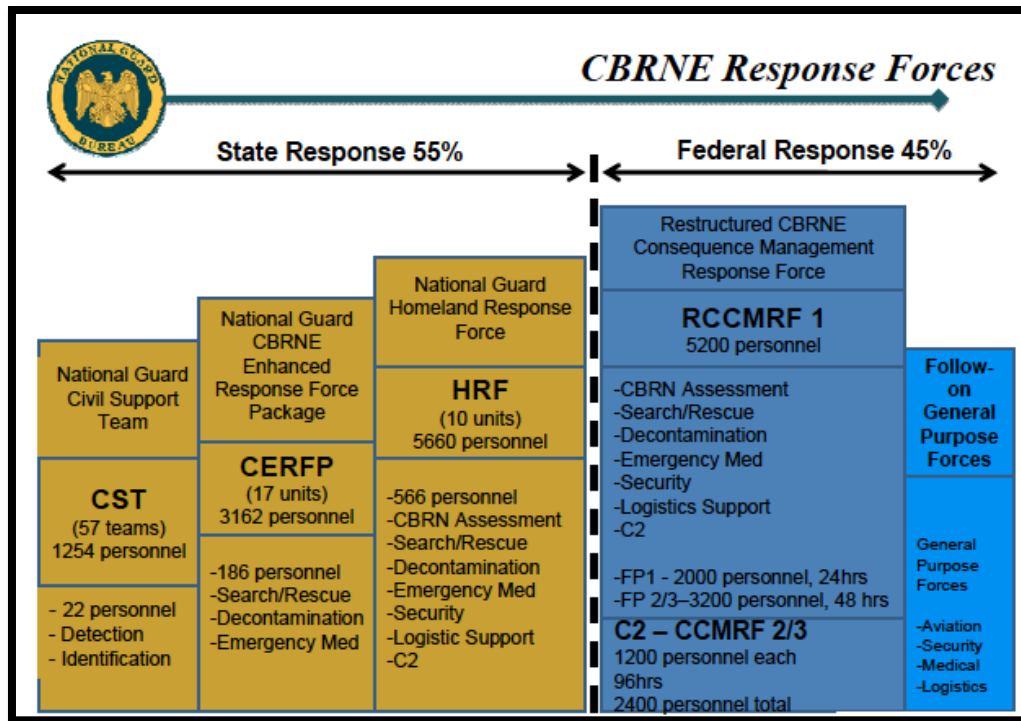 NATIONAL GUARD
BUREAU
CBRNE Response Forces
State Response 55%
Federal Response 45%
National Guard
Civil Support
Team
CST
(57 teams)
1254 personnel
- 22 personnel
- Detection
- Identification
National Guard
CBRNE
Enhanced
Response Force
Package
CERFP
(17 units)
3162 personnel
-186 personnel
-Search/Rescue
-Decontamination
-Emergency Med
National Guard
Homeland Response
Force
HRF
(10 units)
5660 personnel
-566 personnel
-CBRN Assessment
-Search/Rescue
-Decontamination
-Emergency Med
-Security
-Logistic Support
-C2
Restructured CBRNE
Consequence Management
Response Force
RCCMRF 1
5200 personnel
-CBRN Assessment
-Search/Rescue
-Decontamination
-Emergency Med
-Security
-Logistics Support
-C2
-FP1 - 2000 personnel, 24hrs
-FP 2/3–3200 personnel, 48 hrs
C2 – CCMRF 2/3
1200 personnel each
96hrs
2400 personnel total
Follow-
on
General
Purpose
Forces
General
Purpose
Forces
-Aviation
-Security
-Medical
-Logistics